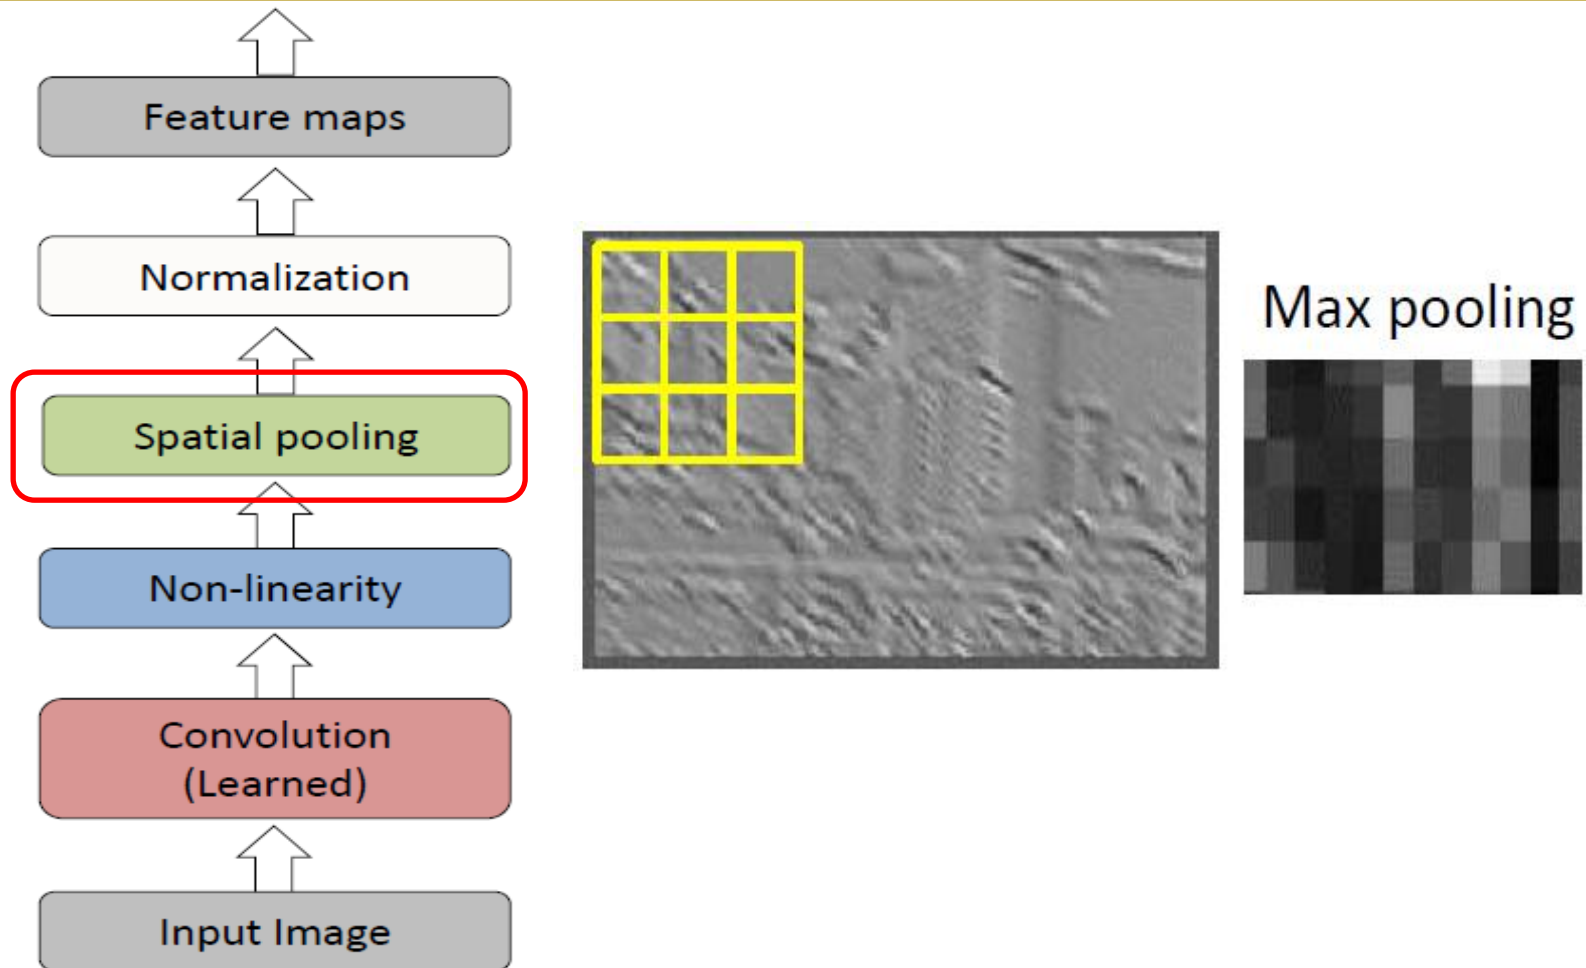 Feature maps
Normalization
Spatial pooling
Non-linearity
Convolution
(Learned)
Input Image
Max pooling